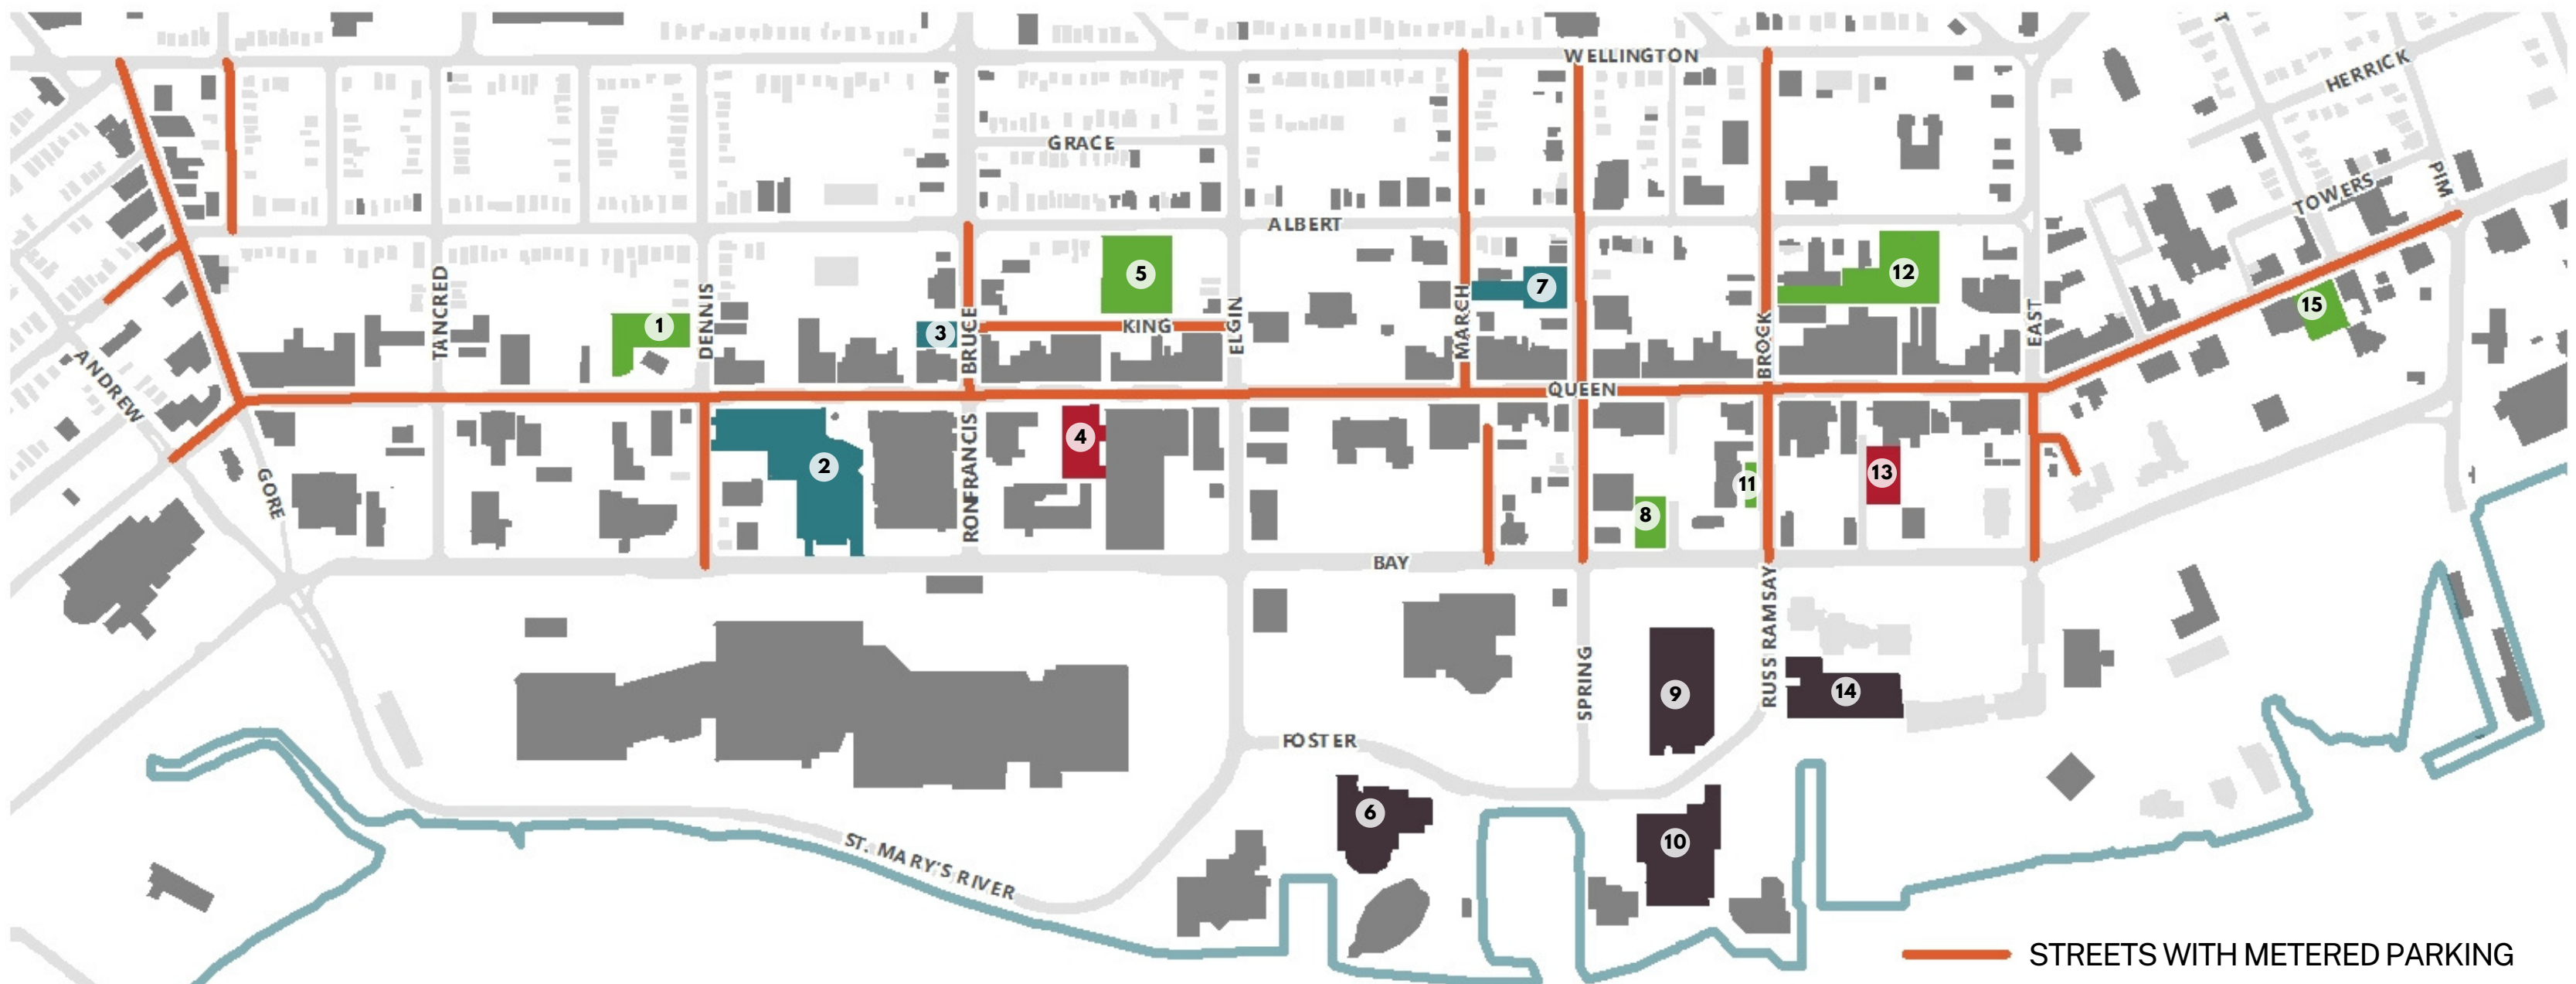 WELLINGTON
HERRICK
GRACE
PIM
TOWERS
ALBERT
5
12
7
TANCRED
DENNIS
1
3
BRUCE
KING
ELGIN
MARCH
BROCK
EAST
15
ANDREW
QUEEN
GORE
2
RONFRANCIS
4
8
11
13
BAY
SPRING
RUSS RAMSAY
9
14
FOSTER
6
10
ST. MARY'S RIVER
STREETS WITH METERED PARKING